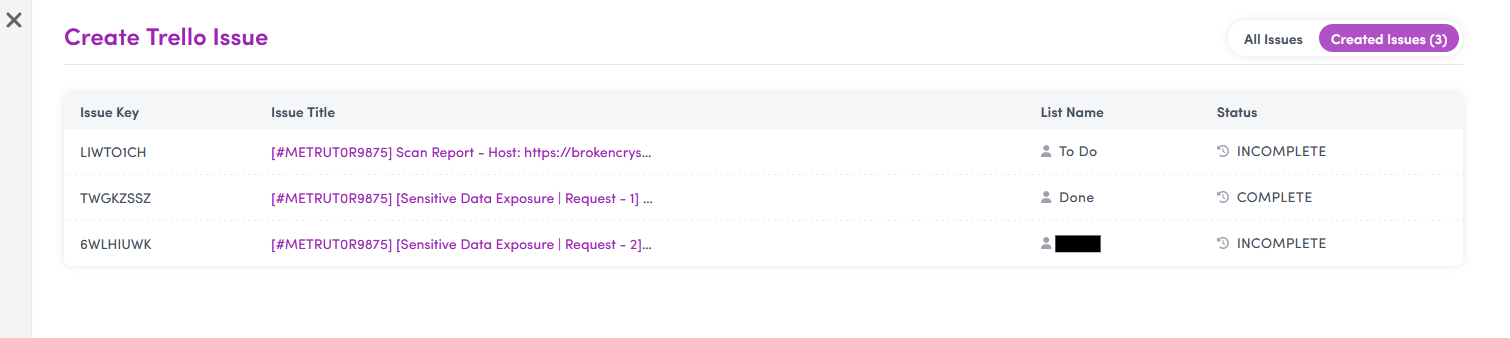 Create Trello Issue
All Issues Created Issues (3)
Issue Key Issue Title List Name Status
LIWTO1CH [#METRUT0R9875] Scan Report - Host: https://brokencrys... To Do INCOMPLETE
TWGKZSSZ [#METRUT0R9875] [Sensitive Data Exposure | Request - 1] ... Done COMPLETE
6WLHIUWK [#METRUT0R9875] [Sensitive Data Exposure | Request - 2]... INCOMPLETE